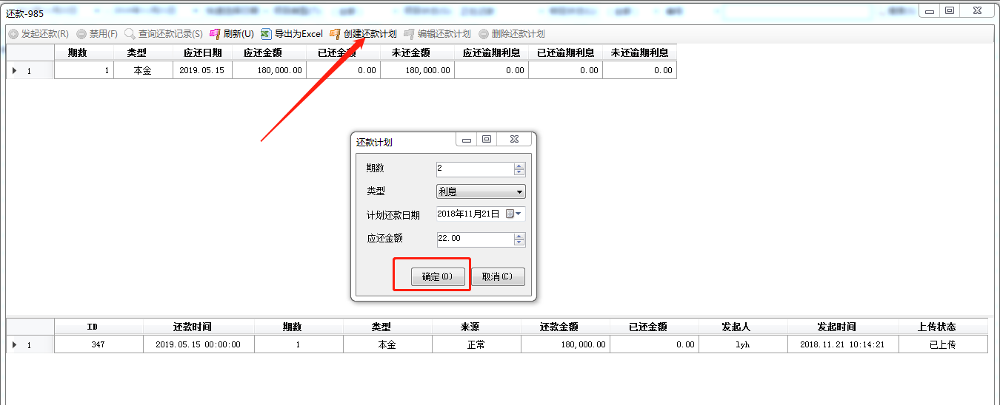 还款-985
发起还款(R) 禁用(F) 查询还款记录(S) 刷新(U) 导出为Excel 创建还款计划 编辑还款计划 删除还款计划
期数 类型 应还日期 应还金额 已还金额 未还金额 应还逾期利息 已还逾期利息 未还逾期利息
1 1 本金 2019.05.15 180,000.00 0.00 180,000.00 0.00 0.00 0.00
还款计划
期数 2
类型 利息
计划还款日期 2018年11月21日
应还金额 22.00
确定(O) 取消(C)
ID 还款时间 期数 类型 来源 还款金额 已还金额 发起人 发起时间 上传状态
1 347 2019.05.15 00:00:00 1 本金 正常 180,000.00 0.00 lyh 2018.11.21 10:14:21 已上传